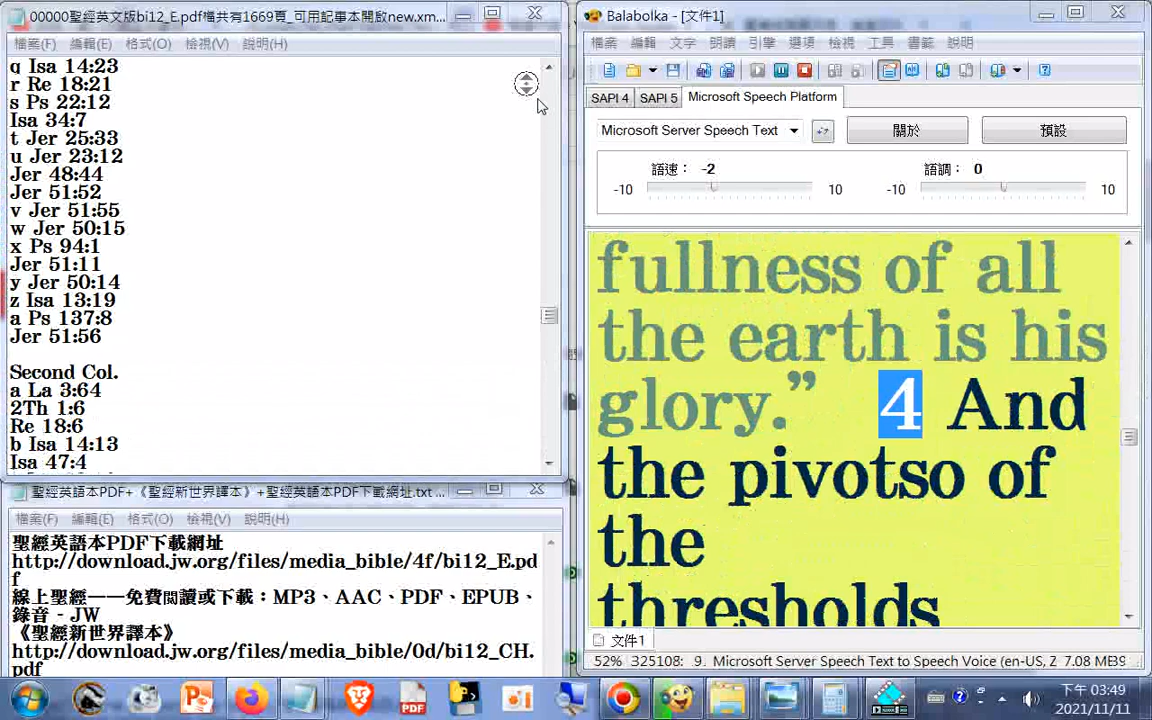 00000聖經英文版bi12_E.pdf檔共有1669頁_可用記事本開啟new.xm...
檔案(F) 編輯(E) 格式(O) 檢視(V) 說明(H)
q Isa 14:23
r Re 18:21
s Ps 22:12
Isa 34:7
t Jer 25:33
u Jer 23:12
Jer 48:44
Jer 51:52
v Jer 51:55
w Jer 50:15
x Ps 94:1
Jer 51:11
y Jer 50:14
z Isa 13:19
a Ps 137:8
Jer 51:56
Second Col.
a La 3:64
2Th 1:6
Re 18:6
b Isa 14:13
Isa 47:4
聖經英語本PDF+《聖經新世界譯本》+聖經英語本PDF下載網址.txt ...
檔案(F) 編輯(E) 格式(O) 檢視(V) 說明(H)
聖經英語本PDF下載網址
http://download.jw.org/files/media_bible/4f/bi12_E.pd
f
線上聖經——免費閱讀或下載：MP3、AAC、PDF、EPUB、
錄音 - JW
《聖經新世界譯本》
http://download.jw.org/files/media_bible/0d/bi12_CH.
pdf
Balabolka - [文件1]
檔案 編輯 文字 朗讀 引擎 選項 檢視 工具 書籤 說明
SAPI 4 SAPI 5 Microsoft Speech Platform
Microsoft Server Speech Text 關於 預設
語速： -2 語調： 0
-10 10 -10 10
fullness of all
the earth is his
glory.” 4 And
the pivotso of
the
thresholds
文件1
52% 325108: 9. Microsoft Server Speech Text to Speech Voice (en-US, Z 7.08 MB
下午 03:49
2021/11/11